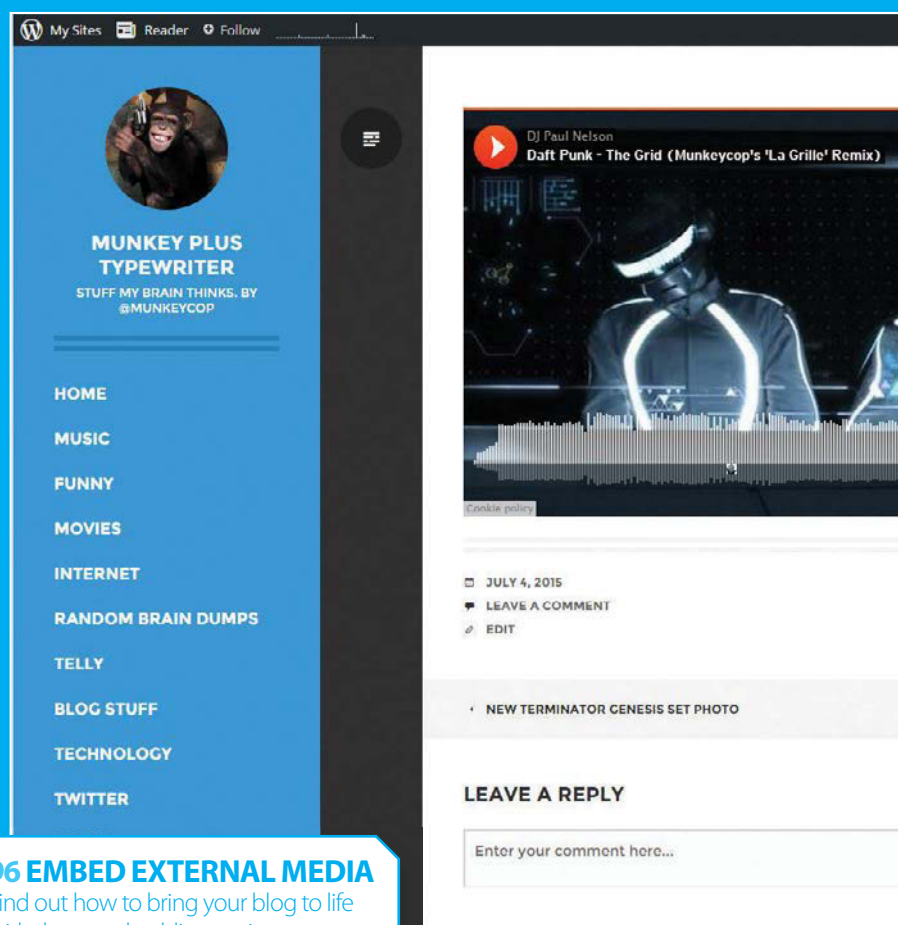 My Sites Reader Follow
MUNKEY PLUS
TYPEWRITER
STUFF MY BRAIN THINKS. BY
@MUNKEYCOP
HOME
MUSIC
FUNNY
MOVIES
INTERNET
RANDOM BRAIN DUMPS
TELLY
BLOG STUFF
TECHNOLOGY
TWITTER
DJ Paul Nelson
Daft Punk - The Grid (Munkeycop's 'La Grille' Remix)
Cookie policy
JULY 4, 2015
LEAVE A COMMENT
EDIT
NEW TERMINATOR GENESIS SET PHOTO
LEAVE A REPLY
Enter your comment here...
96 EMBED EXTERNAL MEDIA
ind out how to bring your blog to life